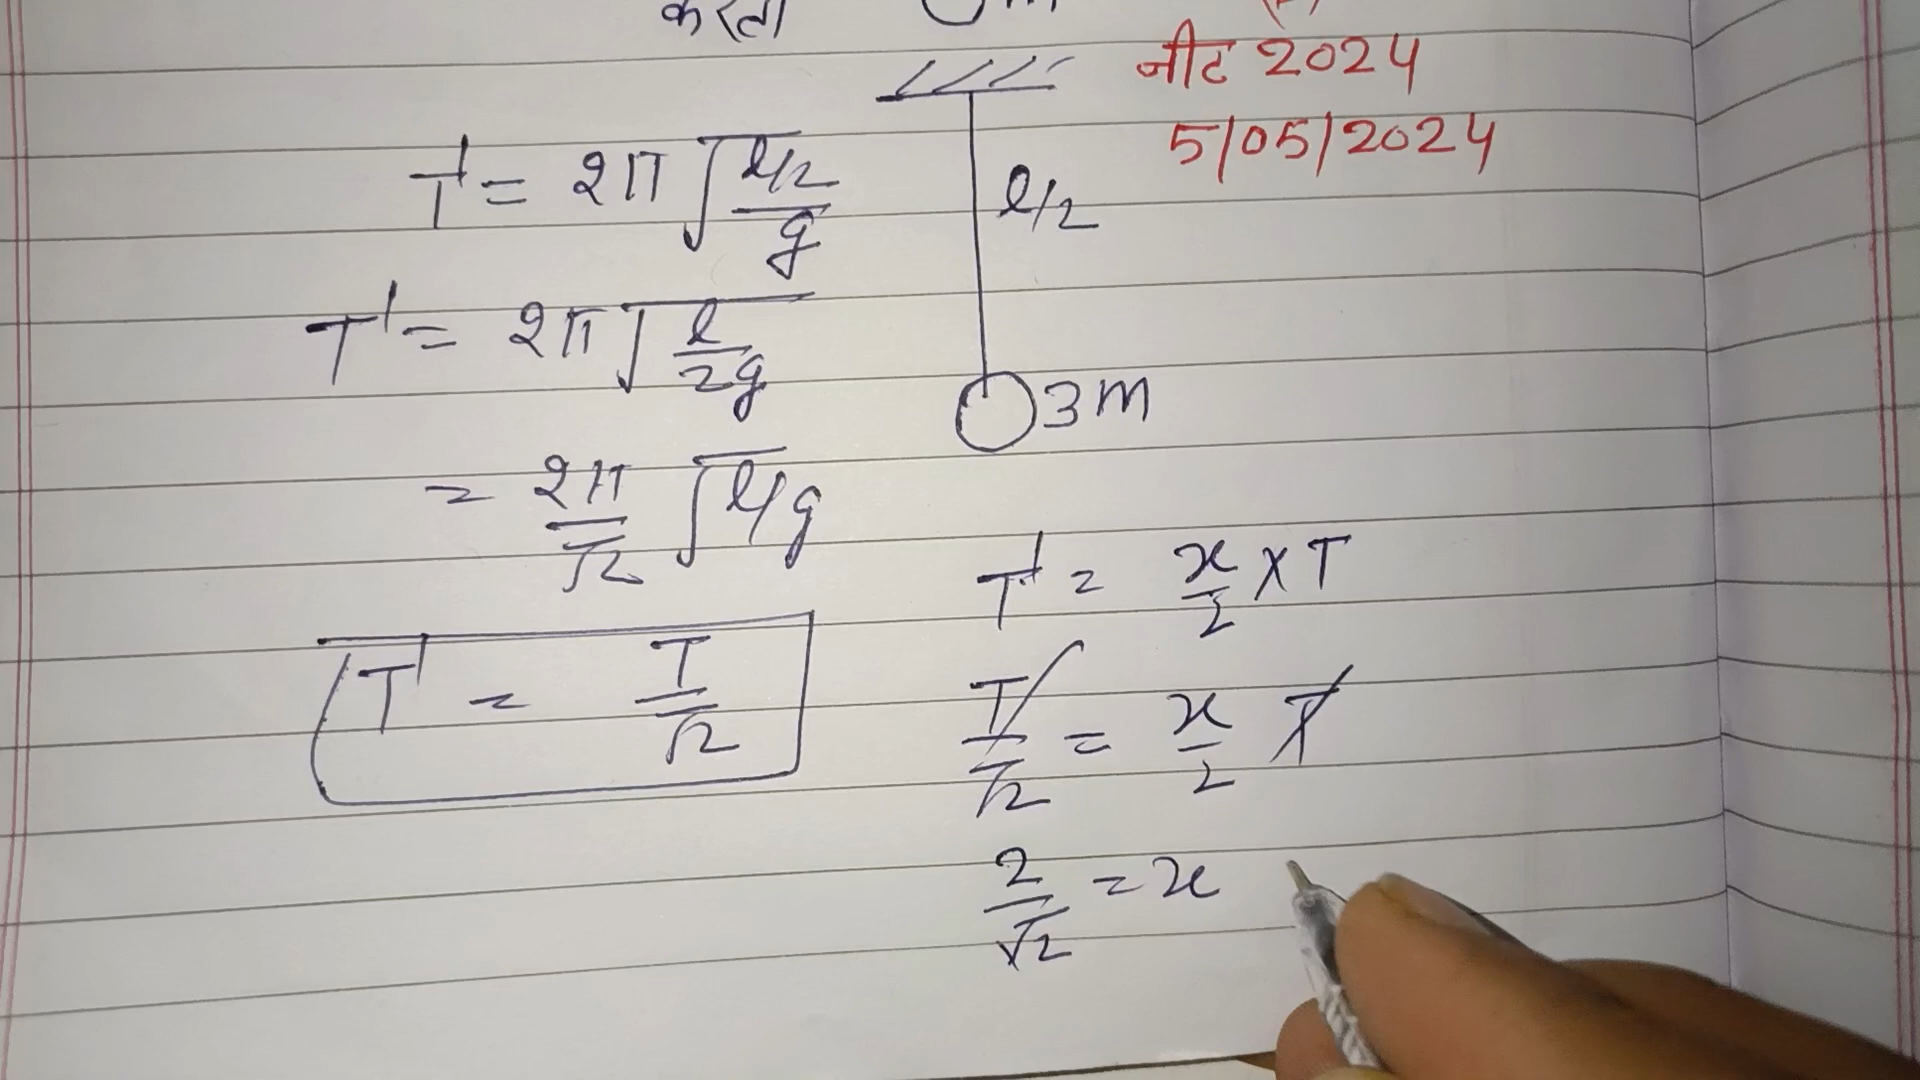 करता m
नीट 2024
5/05/2024
T' = 2π √(l/2 / g)
l/2
T' = 2π √(l / 2g)
3m
= 2π/√2 √l/g
T' = x/2 × T
T' = T/√2
T/√2 = x/2 T
2/√2 = x